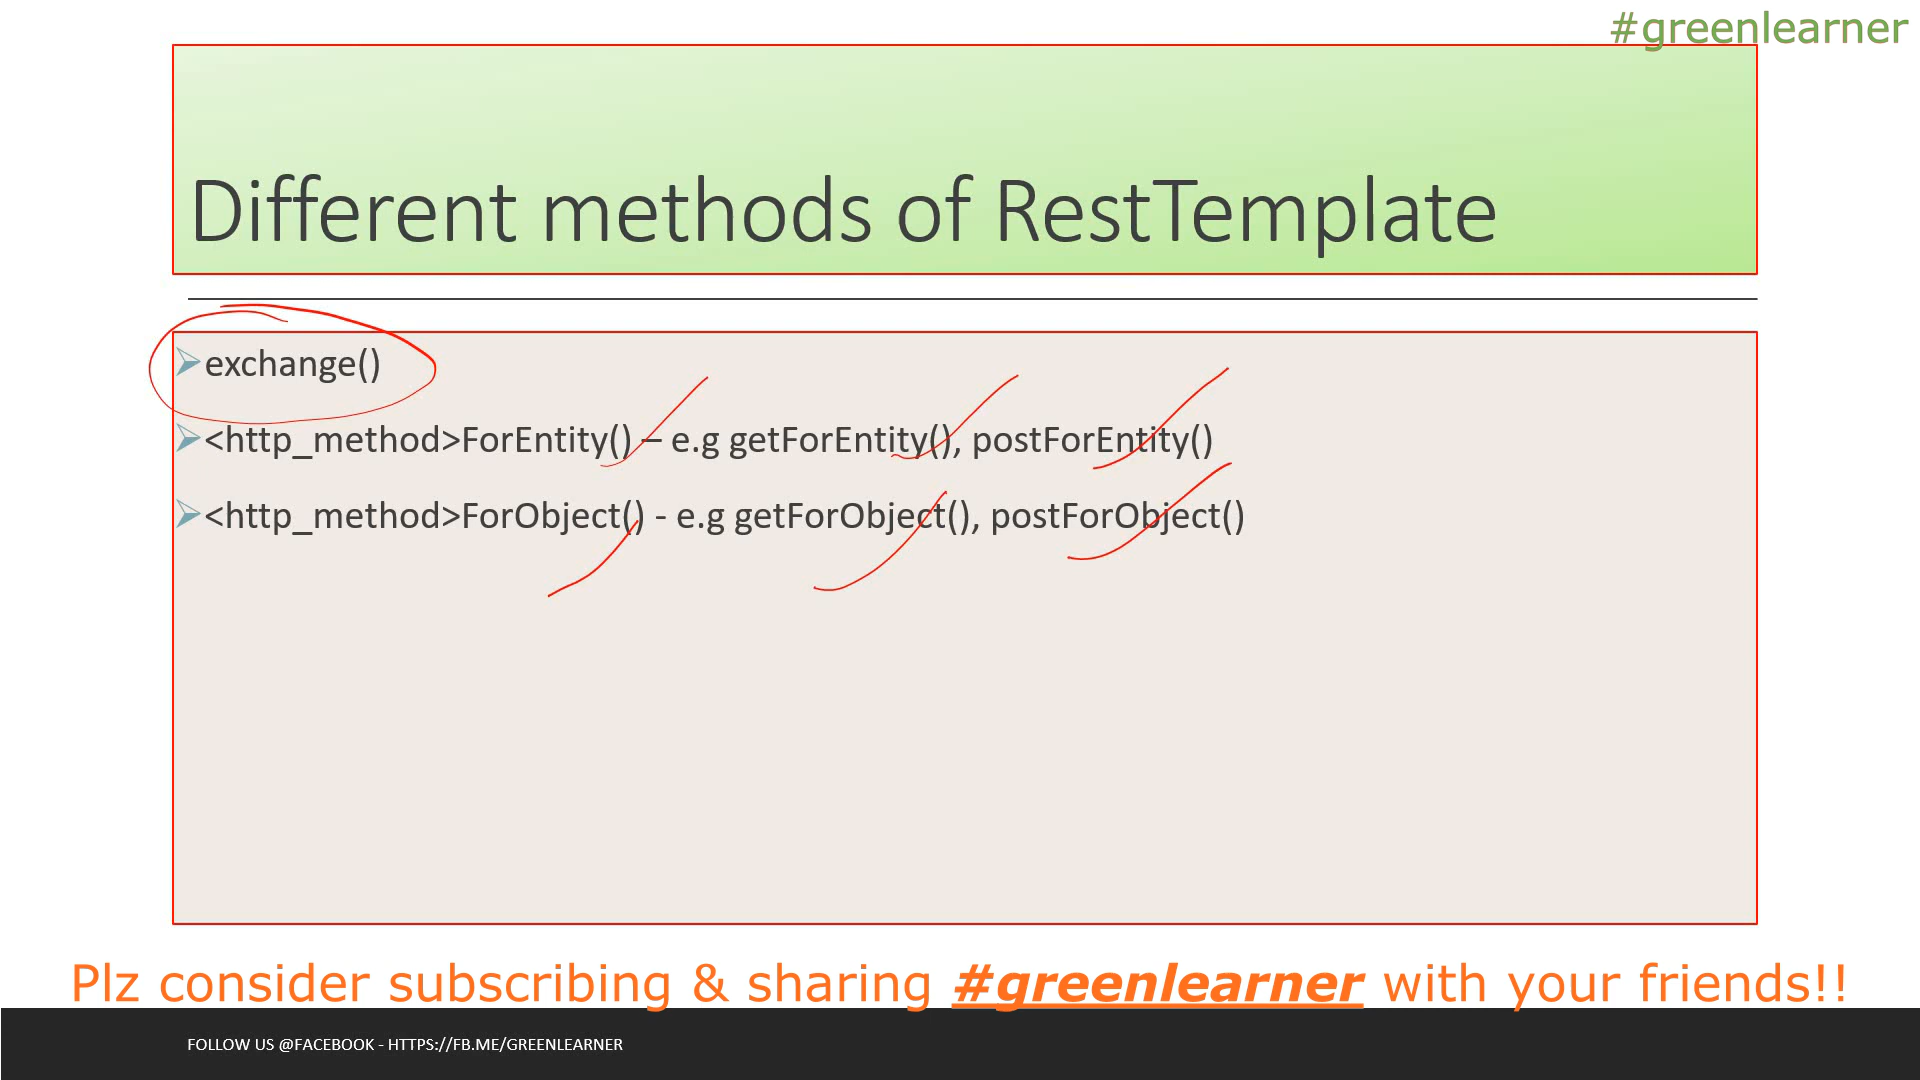 #greenlearner
Different methods of RestTemplate
exchange()
<http_method>ForEntity() – e.g getForEntity(), postForEntity()
<http_method>ForObject() - e.g getForObject(), postForObject()
Plz consider subscribing & sharing #greenlearner with your friends!!
FOLLOW US @FACEBOOK - HTTPS://FB.ME/GREENLEARNER